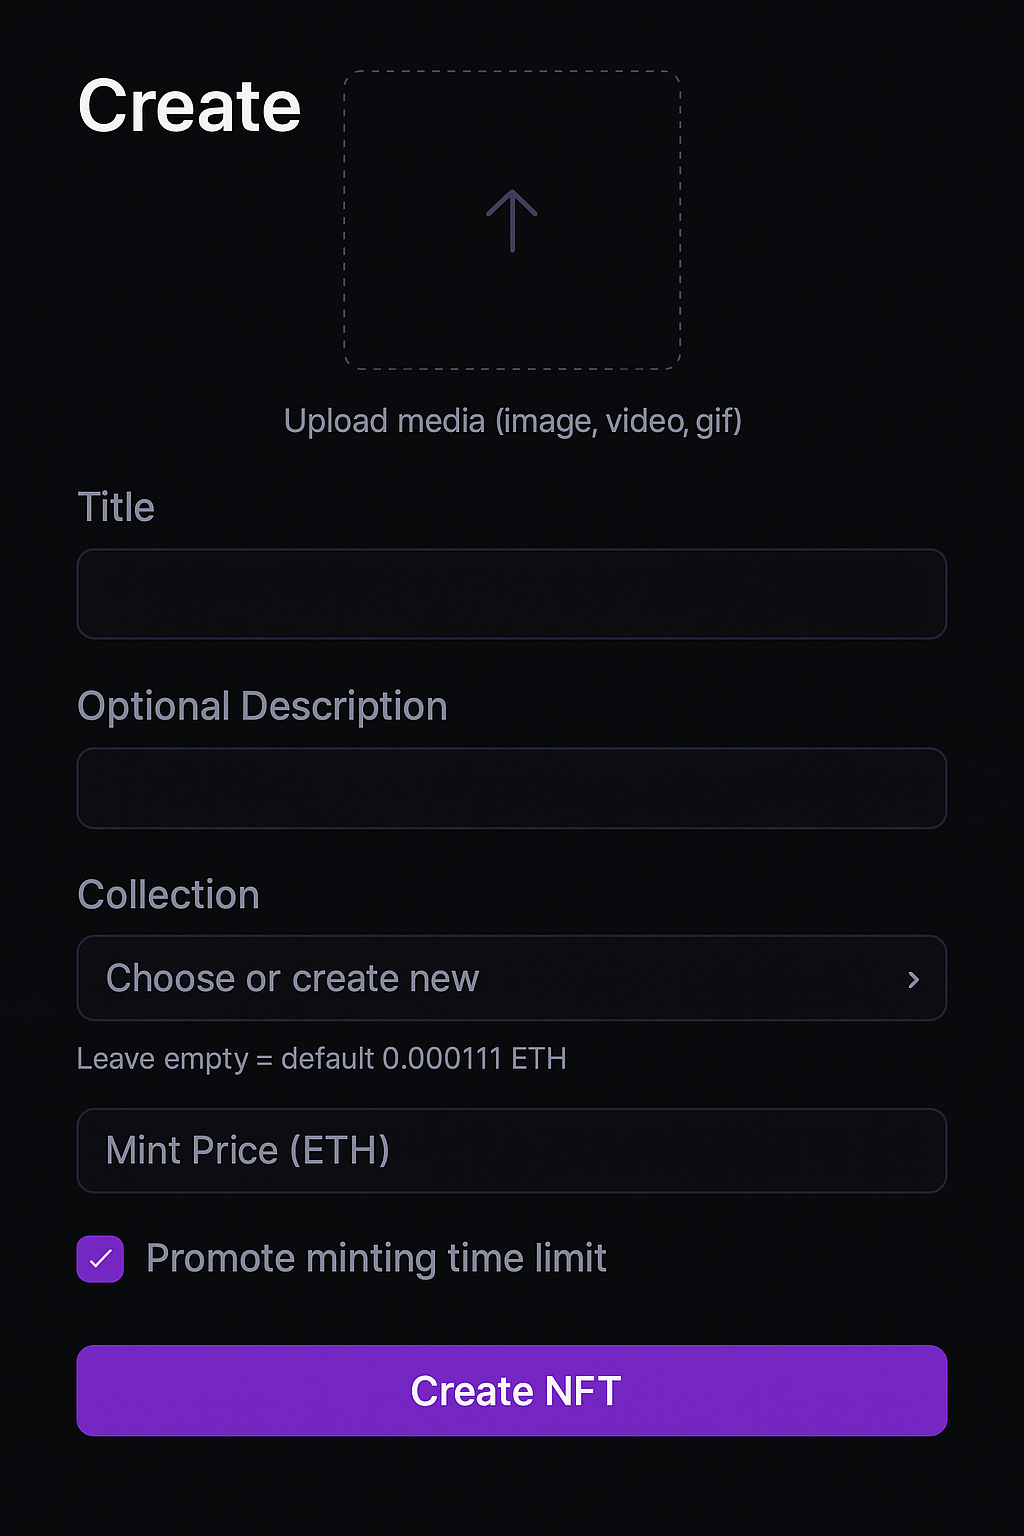 Create
Upload media (image, video, gif)
Title
Optional Description
Collection
Choose or create new
Leave empty = default 0.000111 ETH
Mint Price (ETH)
Promote minting time limit
Create NFT